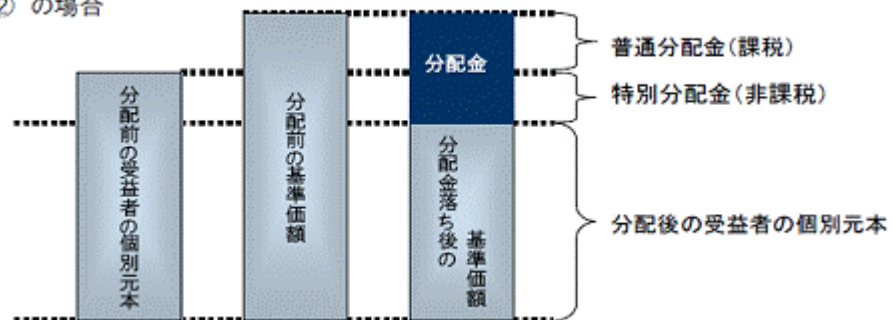 ② の場合
分配前の受益者の個別元本
分配前の基準価額
分配金
分配金落ち後の
基準価額
普通分配金(課税)
特別分配金(非課税)
分配後の受益者の個別元本